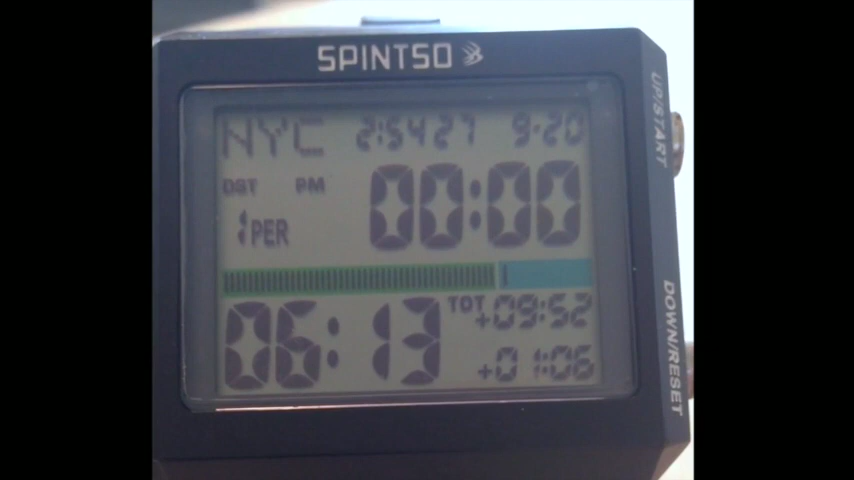 SPINTSO
NYC 2:54 27 9-20
DST PM
00:00
1 PER
06:13
TOT +09:52
+01:06
UP/START
DOWN/RESET